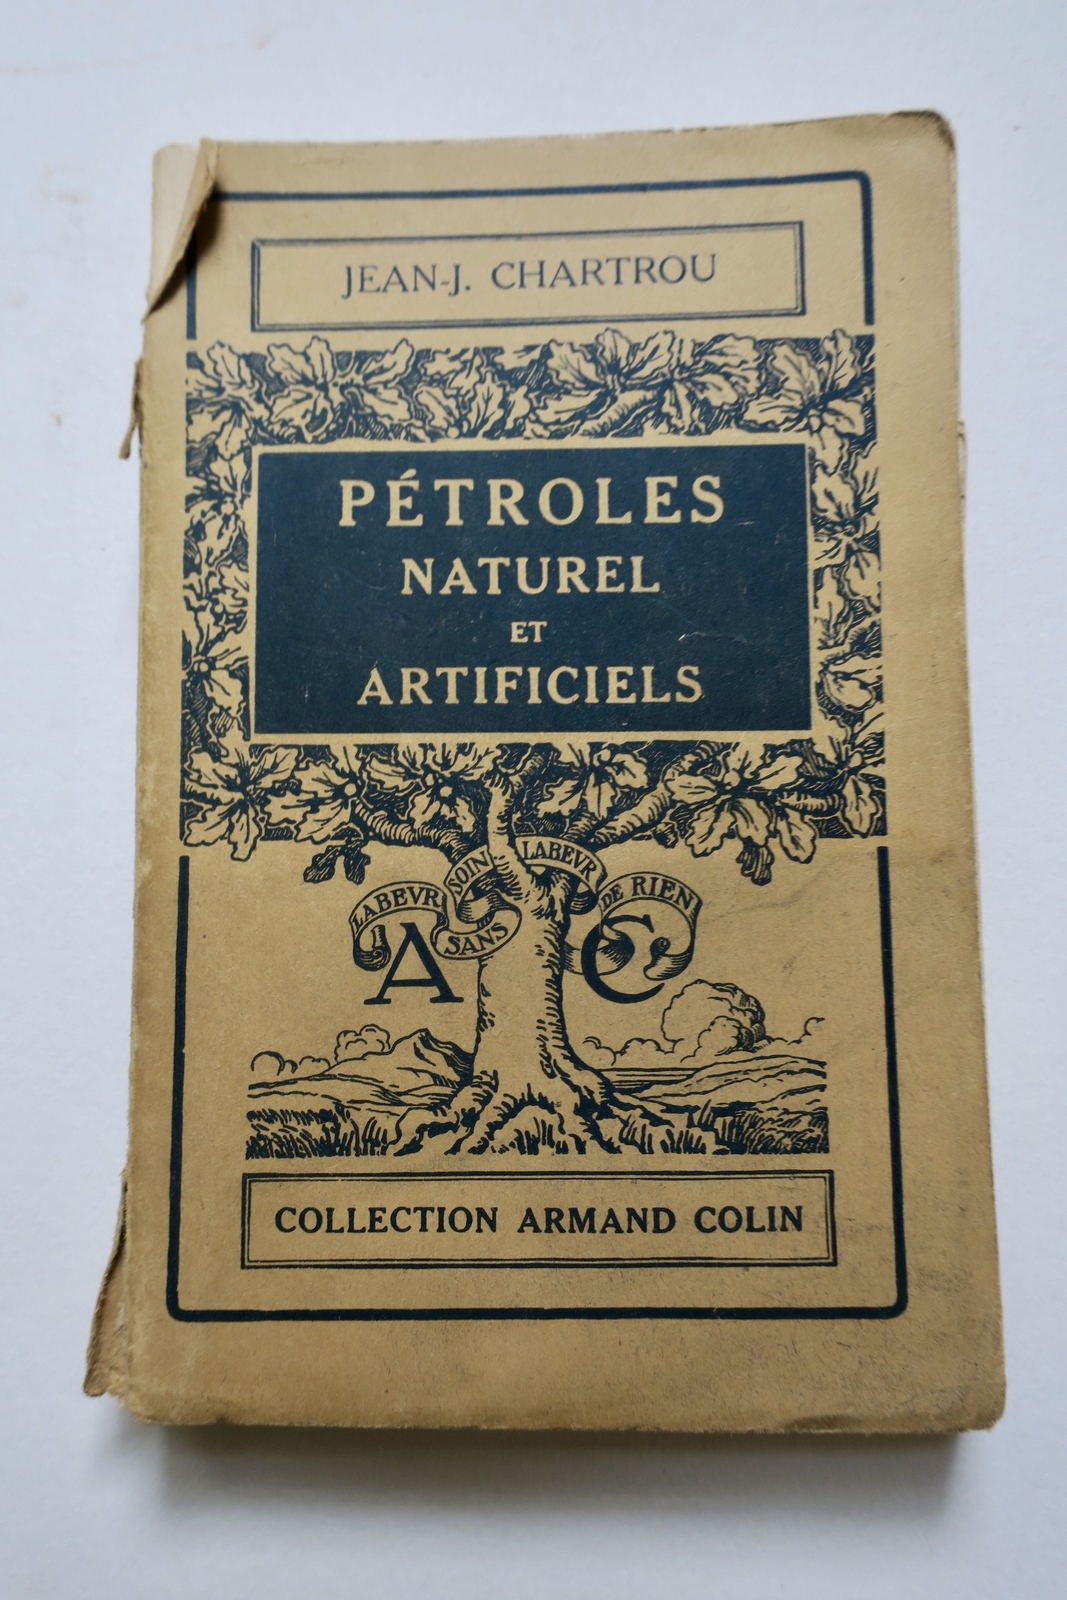 JEAN-J. CHARTROU
PÉTROLES
NATUREL
ET
ARTIFICIELS
LABEVR
SANS
SOIN
LABEVR
DE RIEN
A C
COLLECTION ARMAND COLIN